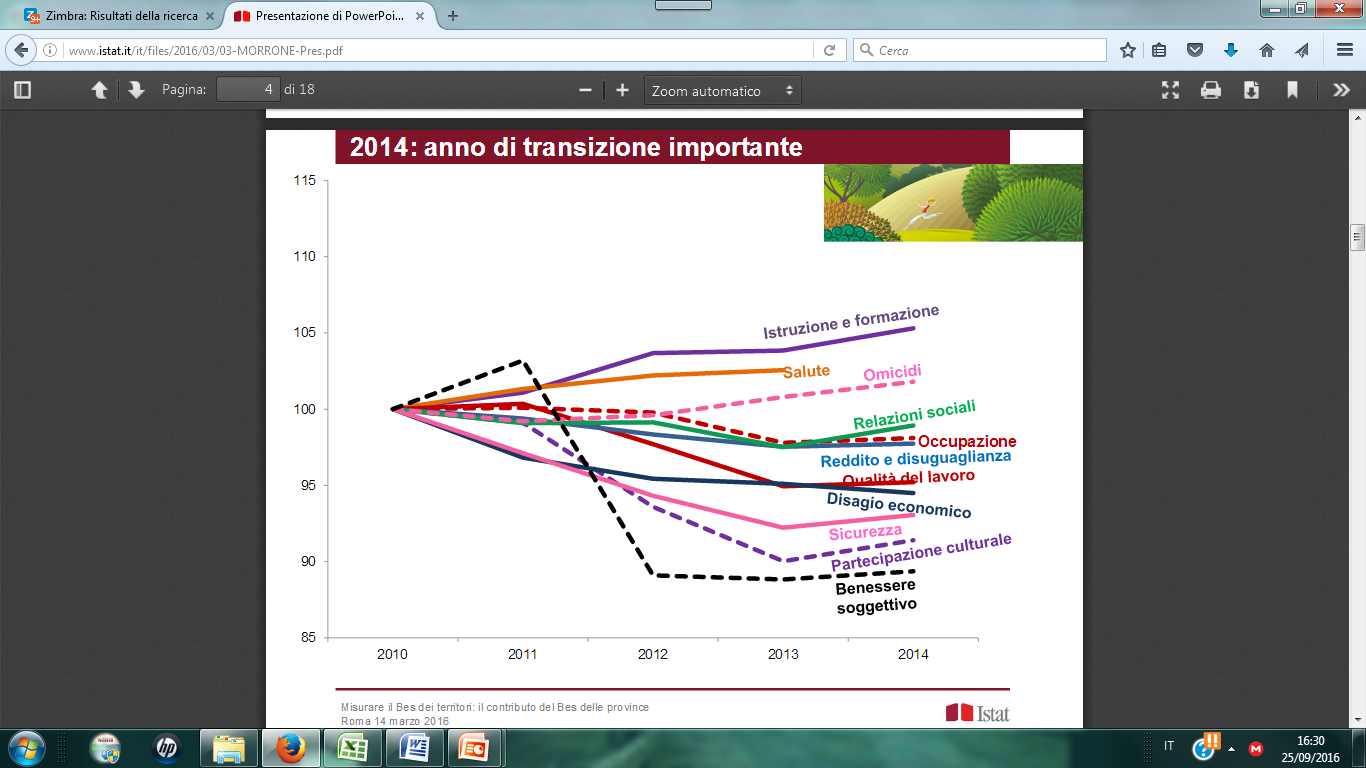 Zimbra: Risultati della ricerca
Presentazione di PowerPoi...
www.istat.it/it/files/2016/03/03-MORRONE-Pres.pdf
Cerca
Pagina: 4 di 18
Zoom automatico
2014: anno di transizione importante
115
110
105
100
95
90
85
Istruzione e formazione
Salute
Omicidi
Relazioni sociali
Occupazione
Reddito e disuguaglianza
Qualità del lavoro
Disagio economico
Sicurezza
Partecipazione culturale
Benessere
soggettivo
2010 2011 2012 2013 2014
Misurare il Bes dei territori: il contributo del Bes delle province
Roma 14 marzo 2016
Istat
hp
IT
16:30
25/09/2016